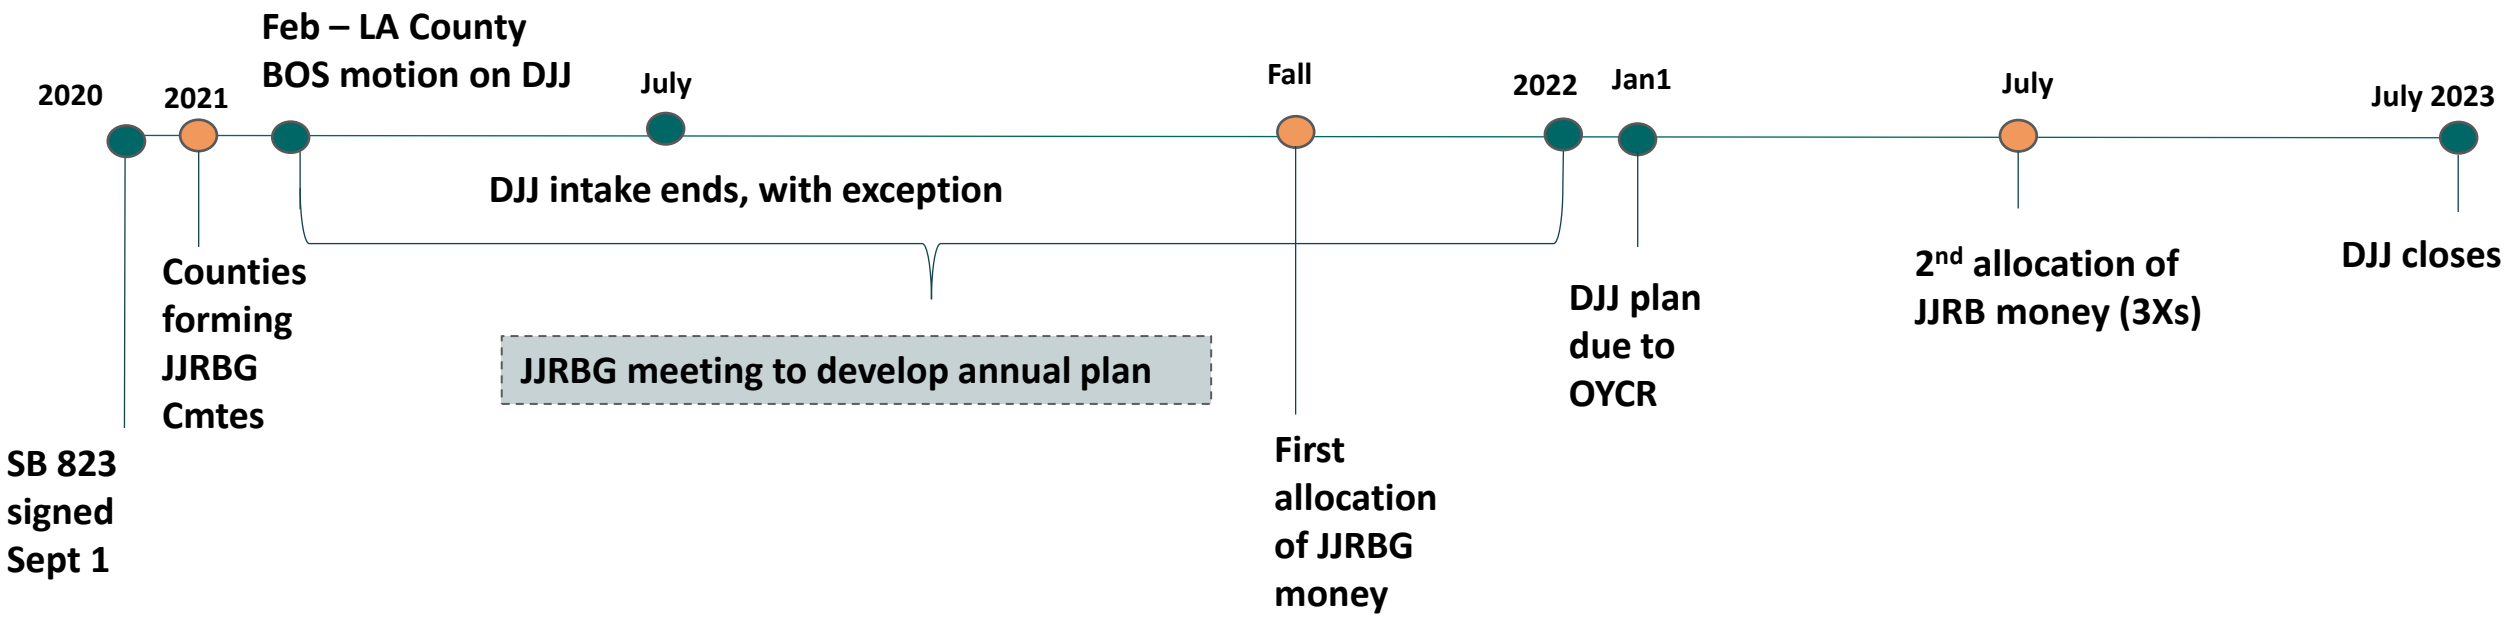 Feb – LA County
BOS motion on DJJ
2020
2021
July
Fall
2022
Jan1
July
July 2023
DJJ intake ends, with exception
Counties
forming
JJRBG
Cmtes
JJRBG meeting to develop annual plan
SB 823
signed
Sept 1
First
allocation
of JJRBG
money
DJJ plan
due to
OYCR
2nd allocation of
JJRB money (3Xs)
DJJ closes